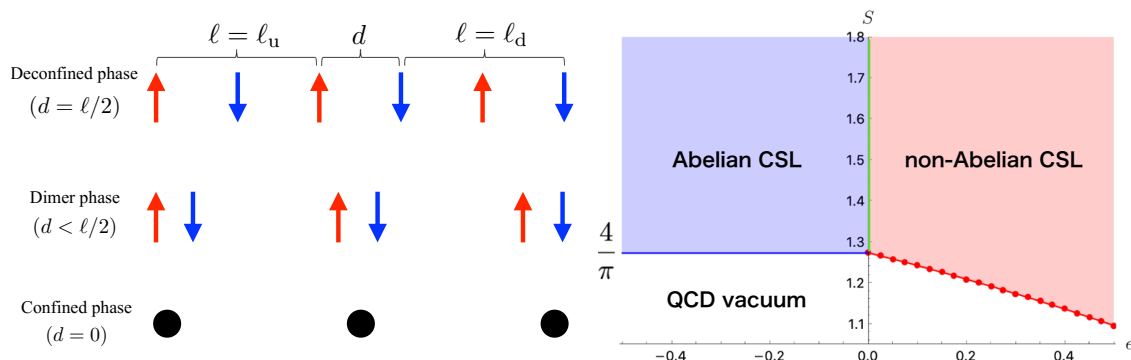 ℓ = ℓ_u
d
ℓ = ℓ_d
Deconfined phase
(d = ℓ/2)
Dimer phase
(d < ℓ/2)
Confined phase
(d = 0)
S
1.8
1.7
1.6
1.5
1.4
1.3
1.2
1.1
Abelian CSL
non-Abelian CSL
4/π
QCD vacuum
−0.4
−0.2
0.0
0.2
0.4
ϵ